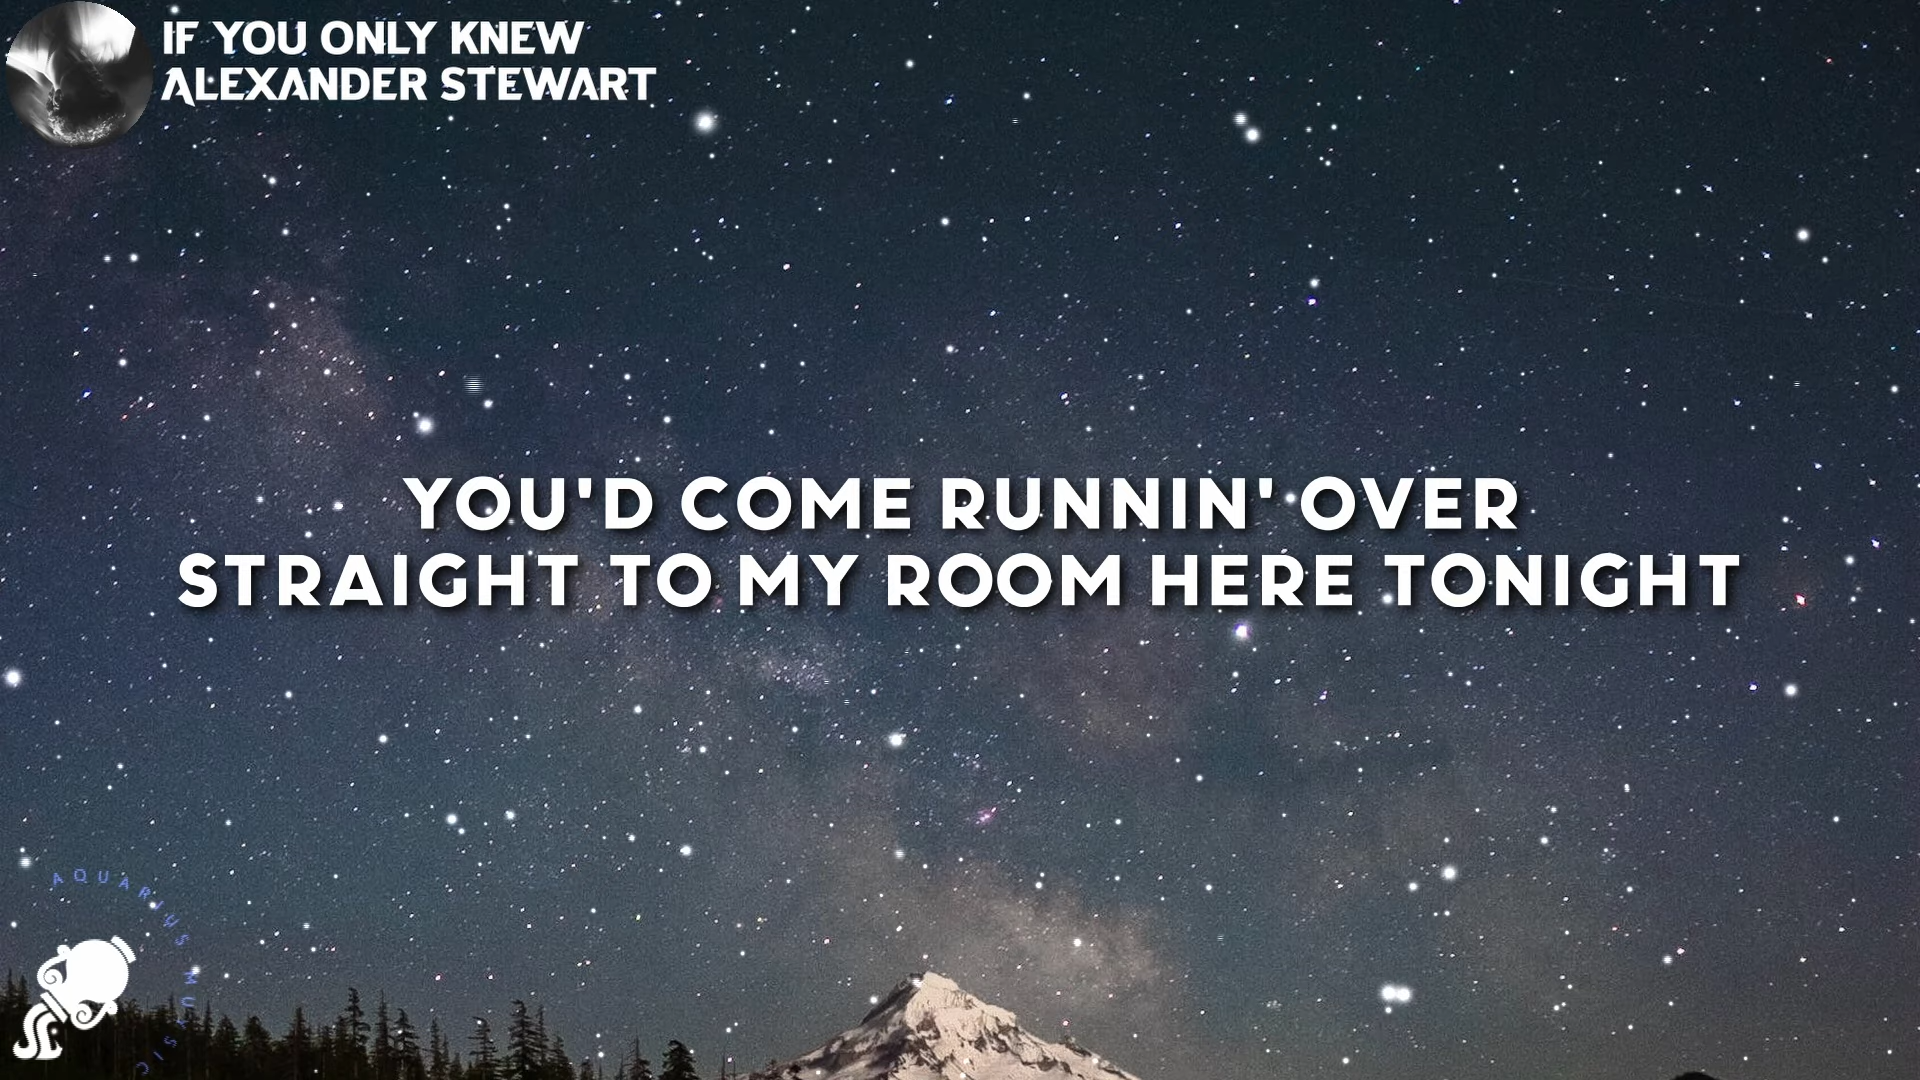 IF YOU ONLY KNEW
ALEXANDER STEWART
YOU'D COME RUNNIN' OVER
STRAIGHT TO MY ROOM HERE TONIGHT
AQUARIUS MUSIC